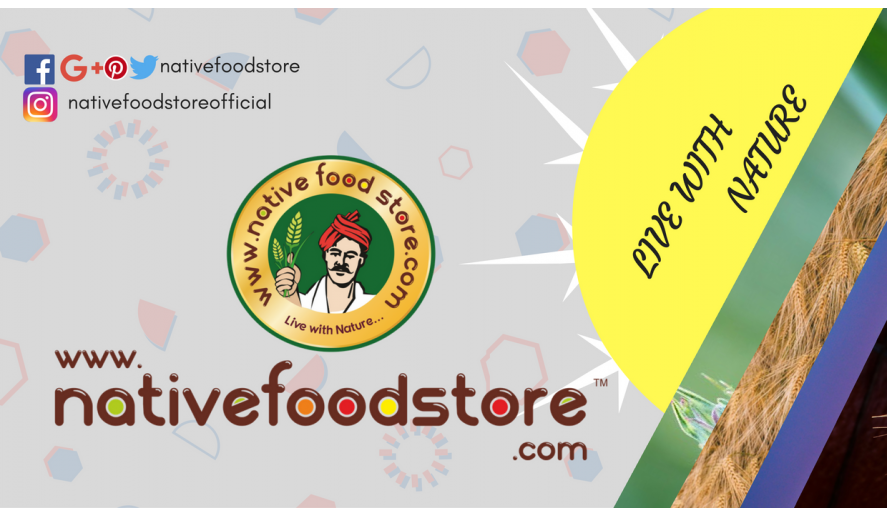 nativefoodstore
nativefoodstoreofficial
LIVE WITH
NATURE
www.native food store.com
Live with Nature...
www.
nativefoodstore™
.com